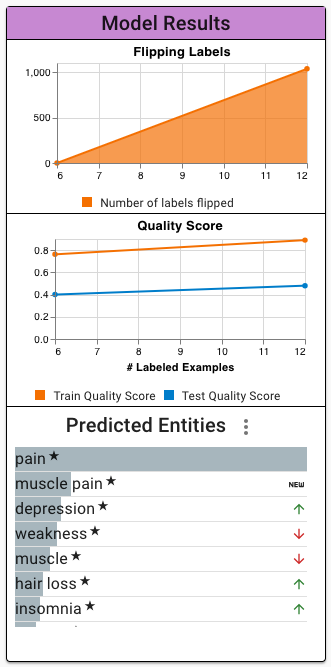 Model Results
Flipping Labels
1,000
500
0
6 7 8 9 10 11 12
Number of labels flipped
Quality Score
0.8
0.6
0.4
0.2
0.0
6 7 8 9 10 11 12
# Labeled Examples
Train Quality Score Test Quality Score
Predicted Entities
pain ★
muscle pain ★ NEW
depression ★ ↑
weakness ★ ↓
muscle ★ ↓
hair loss ★ ↑
insomnia ★ ↑